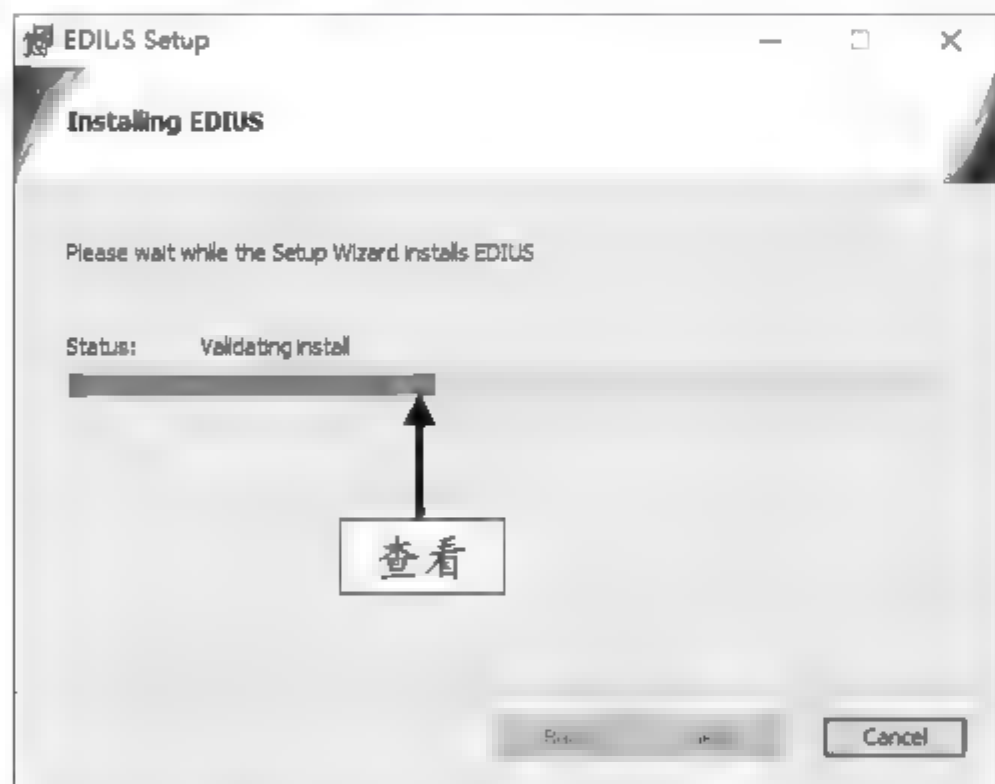 EDIUS Setup
Installing EDIUS
Please wait while the Setup Wizard installs EDIUS
Status: Validating install
查看
Cancel